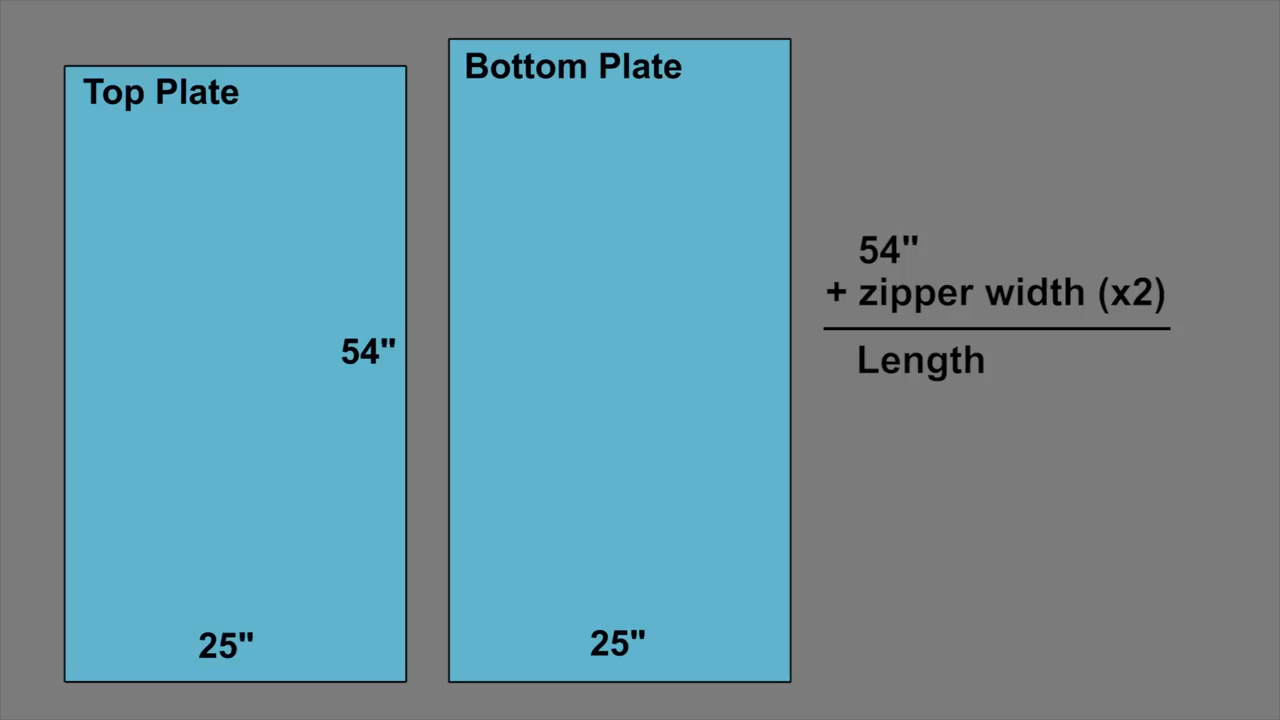 Top Plate
54"
25"
Bottom Plate
25"
54"
+ zipper width (x2)
Length